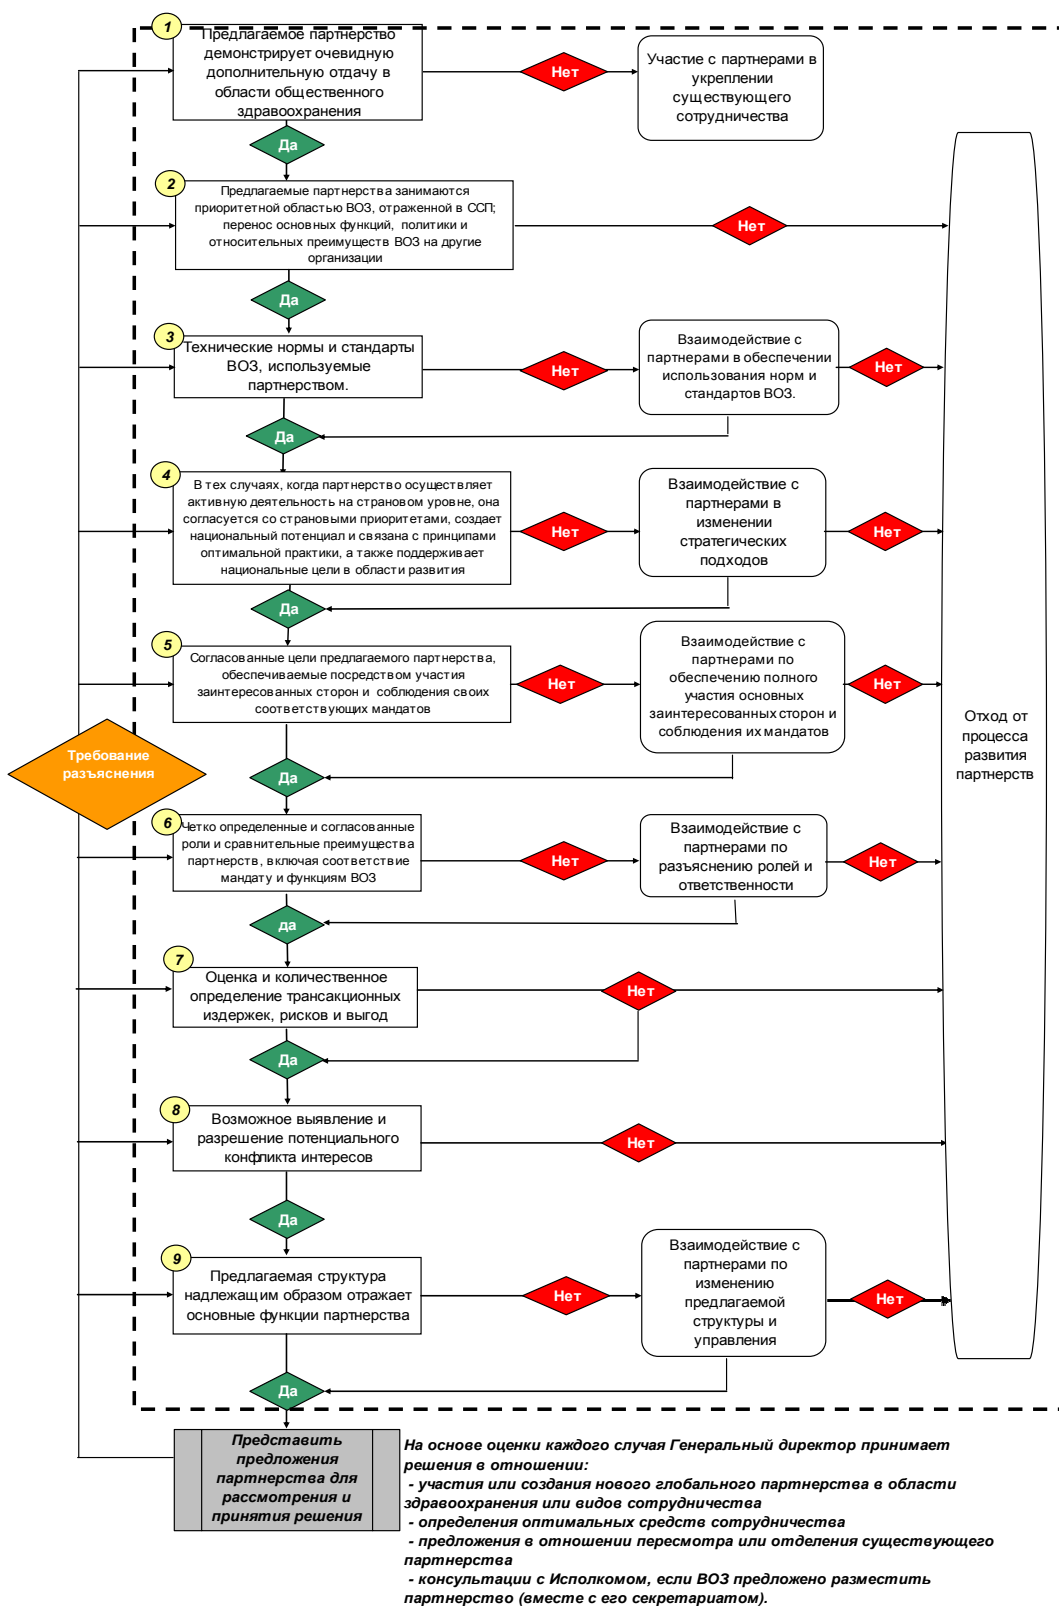 1
Предлагаемое партнерство
демонстрирует очевидную
дополнительную отдачу в
области общественного
здравоохранения
Нет
Участие с партнерами в
укреплении
существующего
сотрудничества
Да
2
Предлагаемые партнерства занимаются
приоритетной областью ВОЗ, отраженной в ССП;
перенос основных функций, политики и
относительных преимуществ ВОЗ на другие
организации
Нет
Да
3
Технические нормы и стандарты
ВОЗ, используемые
партнерством.
Нет
Взаимодействие с
партнерами в обеспечении
использования норм и
стандартов ВОЗ.
Нет
Да
4
В тех случаях, когда партнерство осуществляет
активную деятельность на страновом уровне, она
согласуется со страновыми приоритетами, создает
национальный потенциал и связана с принципами
оптимальной практики, а также поддерживает
национальные цели в области развития
Нет
Взаимодействие с
партнерами в
изменении
стратегических
подходов
Нет
Да
5
Согласованные цели предлагаемого партнерства,
обеспечиваемые посредством участия
заинтересованных сторон и соблюдения своих
соответствующих мандатов
Нет
Взаимодействие с
партнерами по
обеспечению полного
участия основных
заинтересованных сторон и
соблюдения их мандатов
Нет
Отход от
процесса
развития
партнерств
Требование
разъяснения
Да
6
Четко определенные и согласованные
роли и сравнительные преимущества
партнерств, включая соответствие
мандату и функциям ВОЗ
Нет
Взаимодействие с
партнерами по
разъяснению ролей и
ответственности
Нет
да
7
Оценка и количественное
определение трансакционных
издержек, рисков и выгод
Нет
Да
8
Возможное выявление и
разрешение потенциального
конфликта интересов
Нет
Да
9
Предлагаемая структура
надлежащим образом отражает
основные функции партнерства
Нет
Взаимодействие с
партнерами по
изменению
предлагаемой
структуры и
управления
Нет
Да
Представить
предложения
партнерства для
рассмотрения и
принятия решения
На основе оценки каждого случая Генеральный директор принимает
решения в отношении:
- участия или создания нового глобального партнерства в области
здравоохранения или видов сотрудничества
- определения оптимальных средств сотрудничества
- предложения в отношении пересмотра или отделения существующего
партнерства
- консультации с Исполкомом, если ВОЗ предложено разместить
партнерство (вместе с его секретариатом).